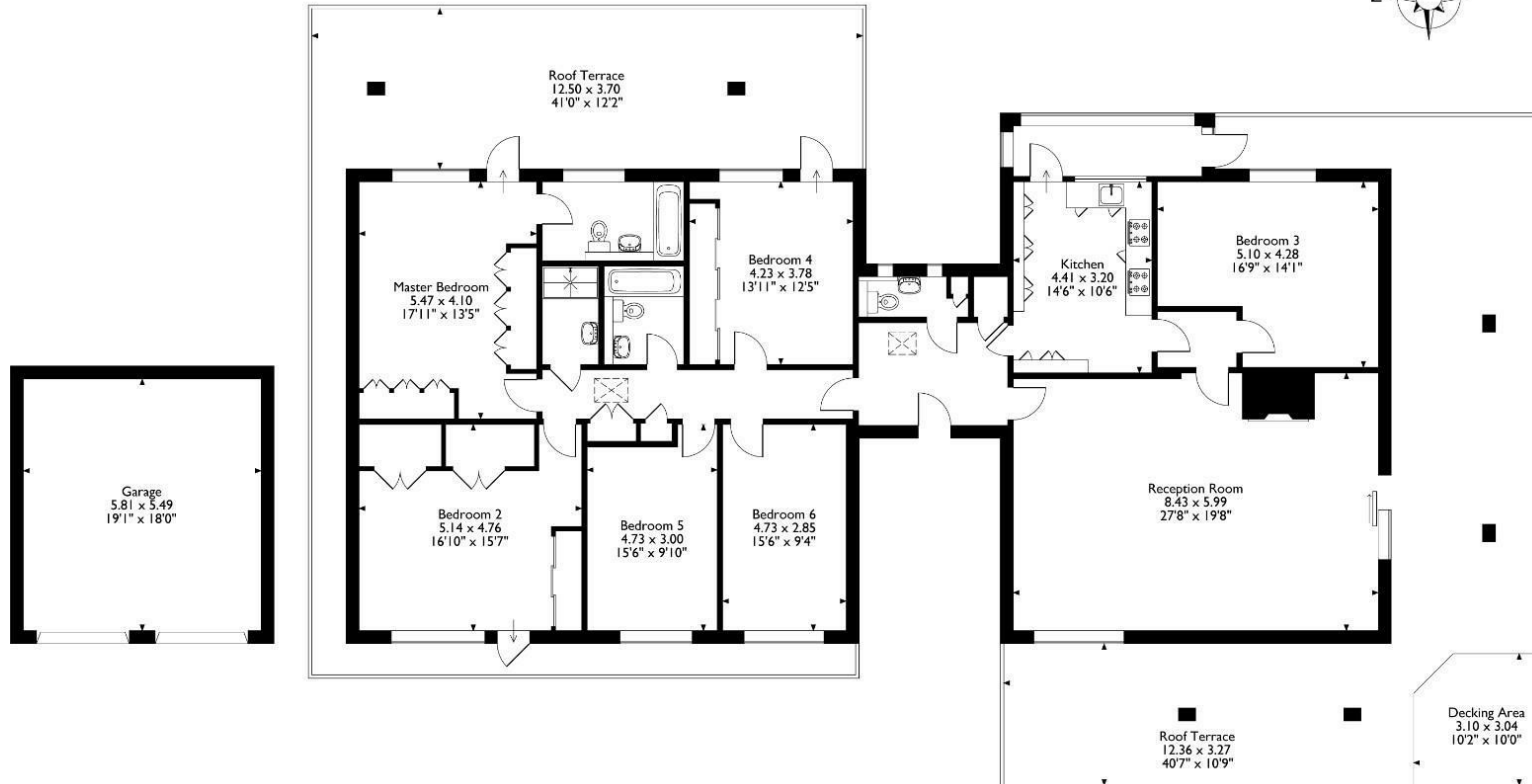 Roof Terrace
12.50 x 3.70
41'0" x 12'2"
Master Bedroom
5.47 x 4.10
17'11" x 13'5"
Bedroom 4
4.23 x 3.78
13'11" x 12'5"
Kitchen
4.41 x 3.20
14'6" x 10'6"
Bedroom 3
5.10 x 4.28
16'9" x 14'1"
Garage
5.81 x 5.49
19'1" x 18'0"
Bedroom 2
5.14 x 4.76
16'10" x 15'7"
Bedroom 5
4.73 x 3.00
15'6" x 9'10"
Bedroom 6
4.73 x 2.85
15'6" x 9'4"
Reception Room
8.43 x 5.99
27'8" x 19'8"
Roof Terrace
12.36 x 3.27
40'7" x 10'9"
Decking Area
3.10 x 3.04
10'2" x 10'0"